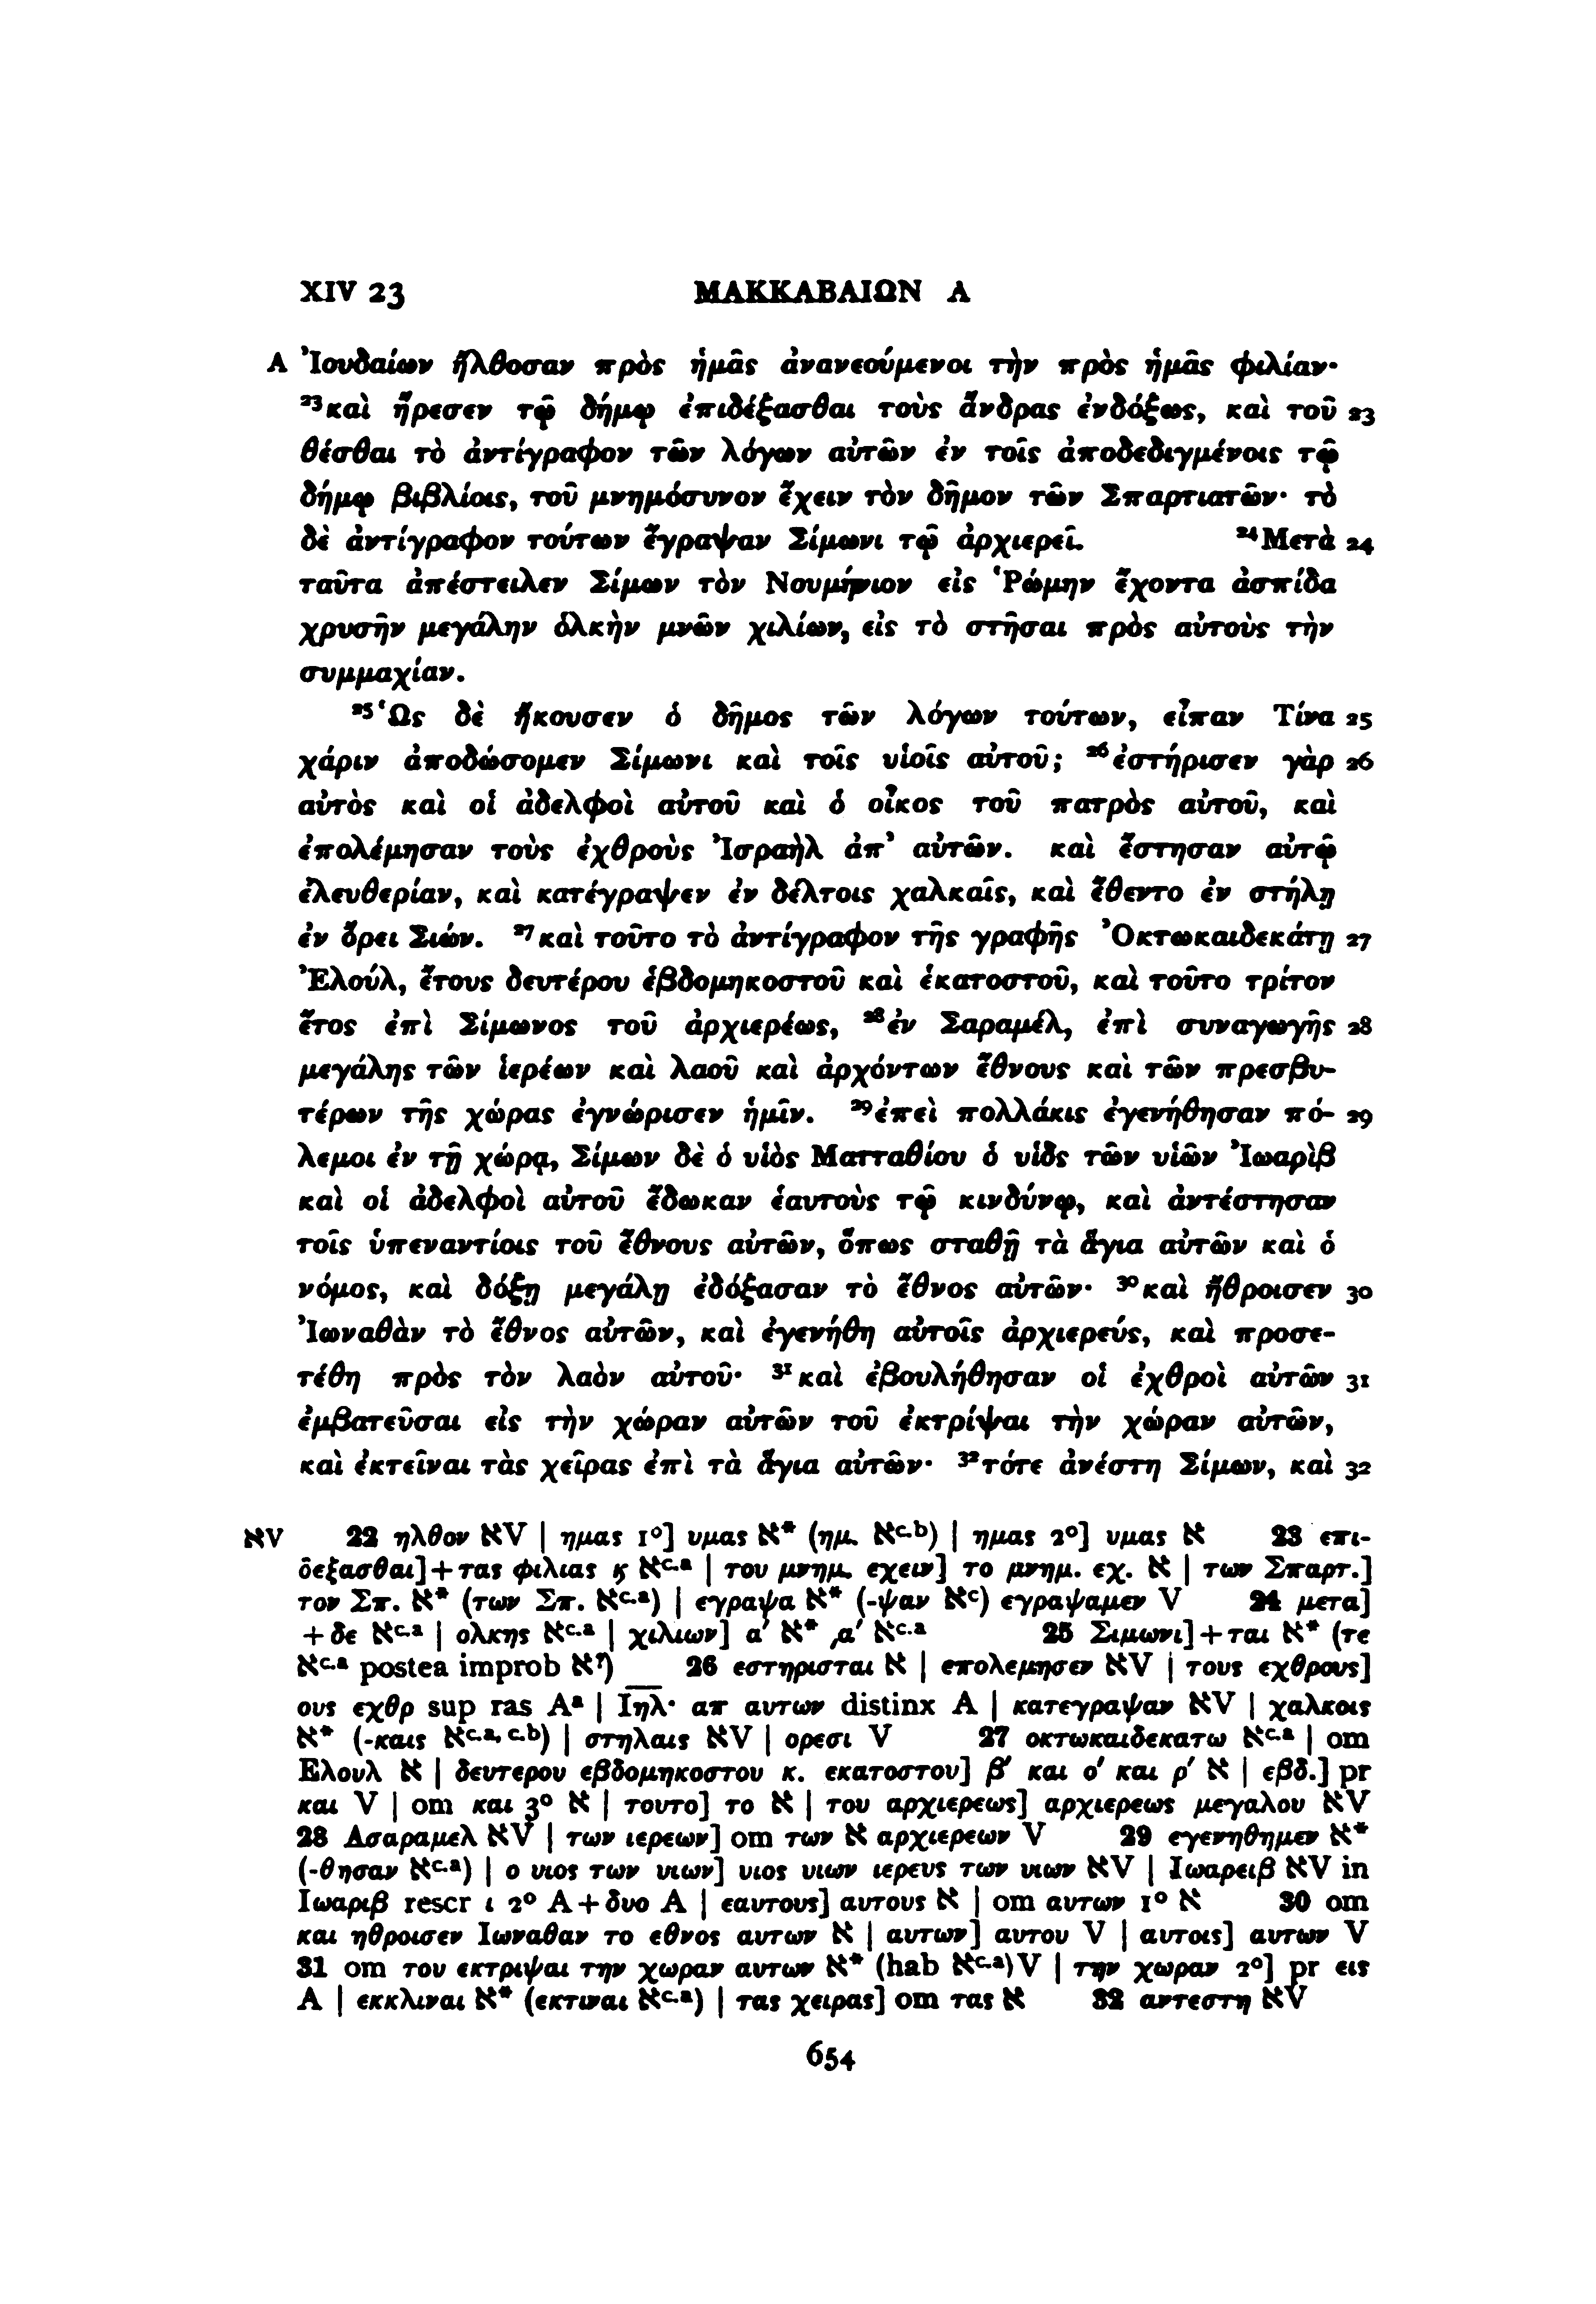 XIV 23 ΜΑΚΚΑΒΑΙΩΝ Α
A Ἰουδαίων ἤλθοσαν πρὸς ἡμᾶς ἀνανεούμενοι τὴν πρὸς ἡμᾶς φιλίαν·
²³καὶ ἤρεσεν τῷ δήμῳ ἐπιδέξασθαι τοὺς ἄνδρας ἐνδόξως, καὶ τοῦ 23
θέσθαι τὸ ἀντίγραφον τῶν λόγων αὐτῶν ἐν τοῖς ἀποδεδιγμένοις τῷ
δήμῳ βιβλίοις, τοῦ μνημόσυνον ἔχειν τὸν δῆμον τῶν Σπαρτιατῶν· τὸ
δὲ ἀντίγραφον τούτων ἔγραψαν Σίμωνι τῷ ἀρχιερεῖ. ²⁴Μετὰ 24
ταῦτα ἀπέστειλεν Σίμων τὸν Νουμήνιον εἰς Ῥώμην ἔχοντα ἀσπίδα
χρυσῆν μεγάλην ὁλκὴν μνῶν χιλίων, εἰς τὸ στῆσαι πρὸς αὐτοὺς τὴν
συμμαχίαν.
²⁵Ὡς δὲ ἤκουσεν ὁ δῆμος τῶν λόγων τούτων, εἶπαν Τίνα 25
χάριν ἀποδώσομεν Σίμωνι καὶ τοῖς υἱοῖς αὐτοῦ; ²⁶ἐστήρισεν γὰρ 26
αὐτὸς καὶ οἱ ἀδελφοὶ αὐτοῦ καὶ ὁ οἶκος τοῦ πατρὸς αὐτοῦ, καὶ
ἐπολέμησαν τοὺς ἐχθροὺς Ἰσραὴλ ἀπ’ αὐτῶν. καὶ ἔστησαν αὐτῷ
ἐλευθερίαν, καὶ κατέγραψεν ἐν δέλτοις χαλκαῖς, καὶ ἔθεντο ἐν στήλῃ
ἐν ὄρει Σιών. ²⁷καὶ τοῦτο τὸ ἀντίγραφον τῆς γραφῆς Ὀκτωκαιδεκάτῃ 27
Ἐλούλ, ἔτους δευτέρου ἑβδομηκοστοῦ καὶ ἑκατοστοῦ, καὶ τοῦτο τρίτον
ἔτος ἐπὶ Σίμωνος τοῦ ἀρχιερέως, ²⁸ἐν Σαραμέλ, ἐπὶ συναγωγῆς 28
μεγάλης τῶν ἱερέων καὶ λαοῦ καὶ ἀρχόντων ἔθνους καὶ τῶν πρεσβυ-
τέρων τῆς χώρας ἐγνώρισεν ἡμῖν. ²⁹ἐπεὶ πολλάκις ἐγενήθησαν πό- 29
λεμοι ἐν τῇ χώρᾳ, Σίμων δὲ ὁ υἱὸς Ματταθίου ὁ υἱὸς τῶν υἱῶν Ἰωαρὶβ
καὶ οἱ ἀδελφοὶ αὐτοῦ ἔδωκαν ἑαυτοὺς τῷ κινδύνῳ, καὶ ἀντέστησαν
τοῖς ὑπεναντίοις τοῦ ἔθνους αὐτῶν, ὅπως σταθῇ τὰ ἅγια αὐτῶν καὶ ὁ
νόμος, καὶ δόξῃ μεγάλῃ ἐδόξασαν τὸ ἔθνος αὐτῶν· ³⁰καὶ ἤθροισεν 30
Ἰωναθὰν τὸ ἔθνος αὐτῶν, καὶ ἐγενήθη αὐτοῖς ἀρχιερεύς, καὶ προσε-
τέθη πρὸς τὸν λαὸν αὐτοῦ· ³¹καὶ ἐβουλήθησαν οἱ ἐχθροὶ αὐτῶν 31
ἐμβατεῦσαι εἰς τὴν χώραν αὐτῶν τοῦ ἐκτρίψαι τὴν χώραν αὐτῶν,
καὶ ἐκτεῖναι τὰς χεῖρας ἐπὶ τὰ ἅγια αὐτῶν· ³²τότε ἀνέστη Σίμων, καὶ 32
אV 22 ηλθον אV | ημας 1°] υμας א* (ημ. א^c.b) | ημας 2°] υμας א 23 επι-
δεξασθαι]+τας φιλιας ϗ א^c.a | του μνημ. εχειν] το μνημ. εχ. א | των Σπαρτ.]
τον Σπ. א* (των Σπ. א^c.a) | εγραψα א* (-ψαν א^c) εγραψαμεν V 24 μετα]
+δε א^c.a | ολκης א^c.a | χιλιων] α′ א* ͵α′ א^c.a 25 Σιμωνι]+ται א* (τε
א^c.a postea improb א^?) 26 εστηρισται א | επολεμησεν אV | τους εχθρους]
ους εχθρ sup ras A^a | Ιηλ· απ αυτων distinx A | κατεγραψαν אV | χαλκοις
א* (-καις א^c.a, c.b) | στηλαις אV | ορεσι V 27 οκτωκαιδεκατω א^c.a | om
Ελουλ א | δευτερου εβδομηκοστου κ. εκατοστου] β′ και ο′ και ρ′ א | εβδ.] pr
και V | om και 3° א | τουτο] το א | του αρχιερεως] αρχιερεως μεγαλου אV
28 Ασαραμελ אV | των ιερεων] om των א αρχιερεων V 29 εγενηθημεν א*
(-θησαν א^c.a) | ο υιος των υιων] υιος υιων ιερευς των υιων אV | Ιωαρειβ אV in
Ιωαριβ rescr ι 2° A+δυο A | εαυτους] αυτους א | om αυτων 1° א 30 om
και ηθροισεν Ιωναθαν το εθνος αυτων א | αυτων] αυτου V | αυτοις] αυτων V
31 om του εκτριψαι την χωραν αυτων א* (hab א^c.a) V | την χωραν 2°] pr εις
A | εκκλιναι א* (εκτιναι א^c.a) | τας χειρας] om τας א 32 αντεστη אV
654